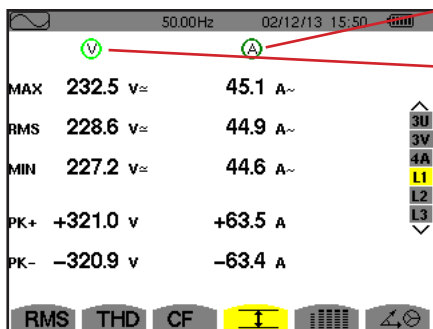 50.00Hz 02/12/13 15:50
V A
MAX 232.5 V≃ 45.1 A~
RMS 228.6 V≃ 44.9 A~
MIN 227.2 V≃ 44.6 A~
PK+ +321.0 V +63.5 A
PK- -320.9 V -63.4 A
3U
3V
4A
L1
L2
L3
RMS THD CF